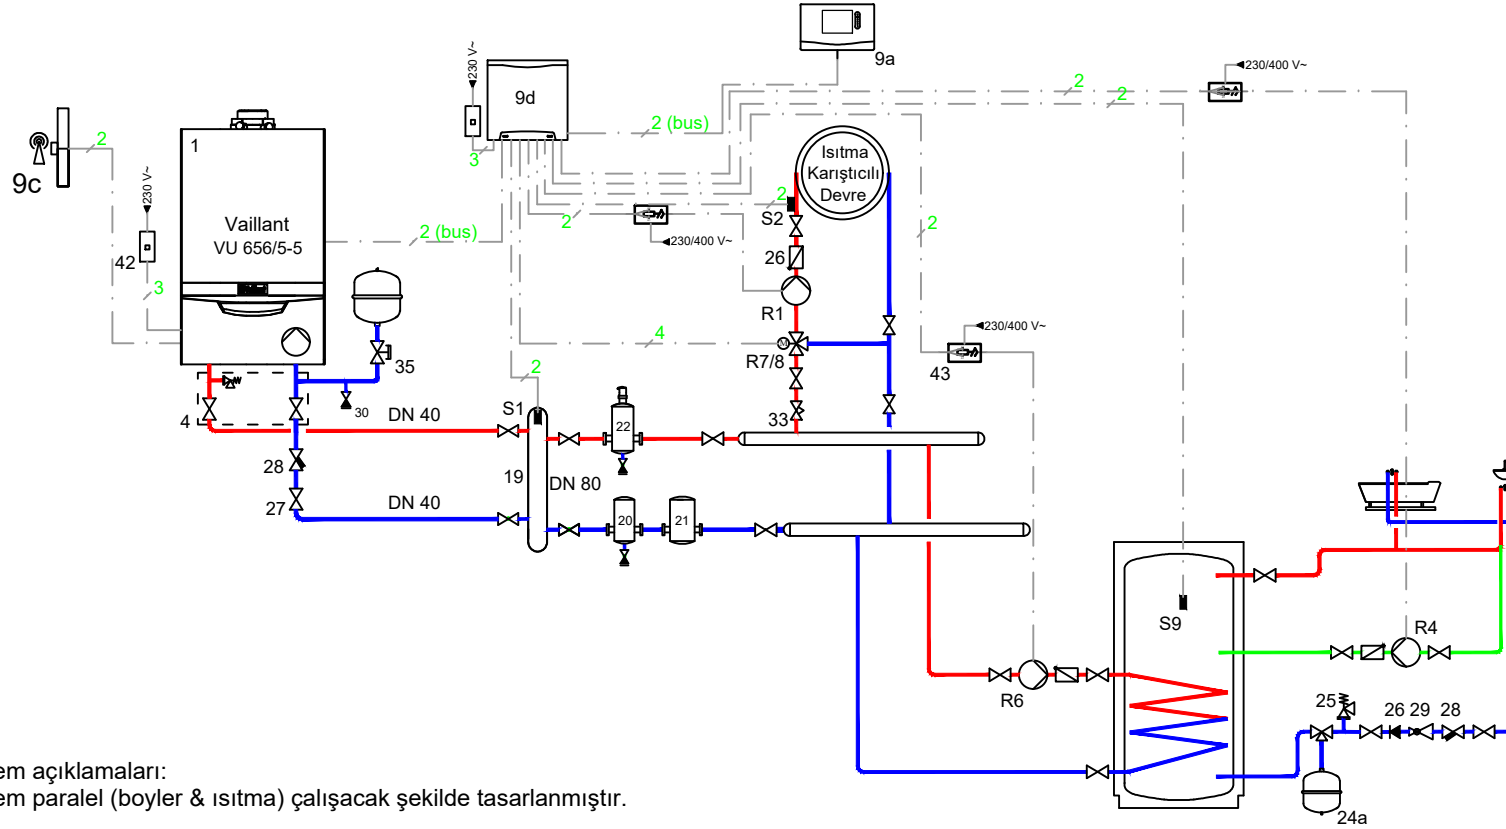 230 V~
9d
9a
230/400 V~
2
2
2 (bus)
3
2
9c
1
230 V~
Vaillant
VU 656/5-5
42
3
2 (bus)
Isıtma
Karıştıcılı
Devre
2
S2
2
230/400 V~
2
26
R1
4
M
R7/8
230/400 V~
43
35
30
4
DN 40
2
S1
22
33
28
19
DN 80
27
DN 40
20
21
S9
R4
R6
25
26
29
28
24a
em açıklamaları:
em paralel (boyler & ısıtma) çalışacak şekilde tasarlanmıştır.